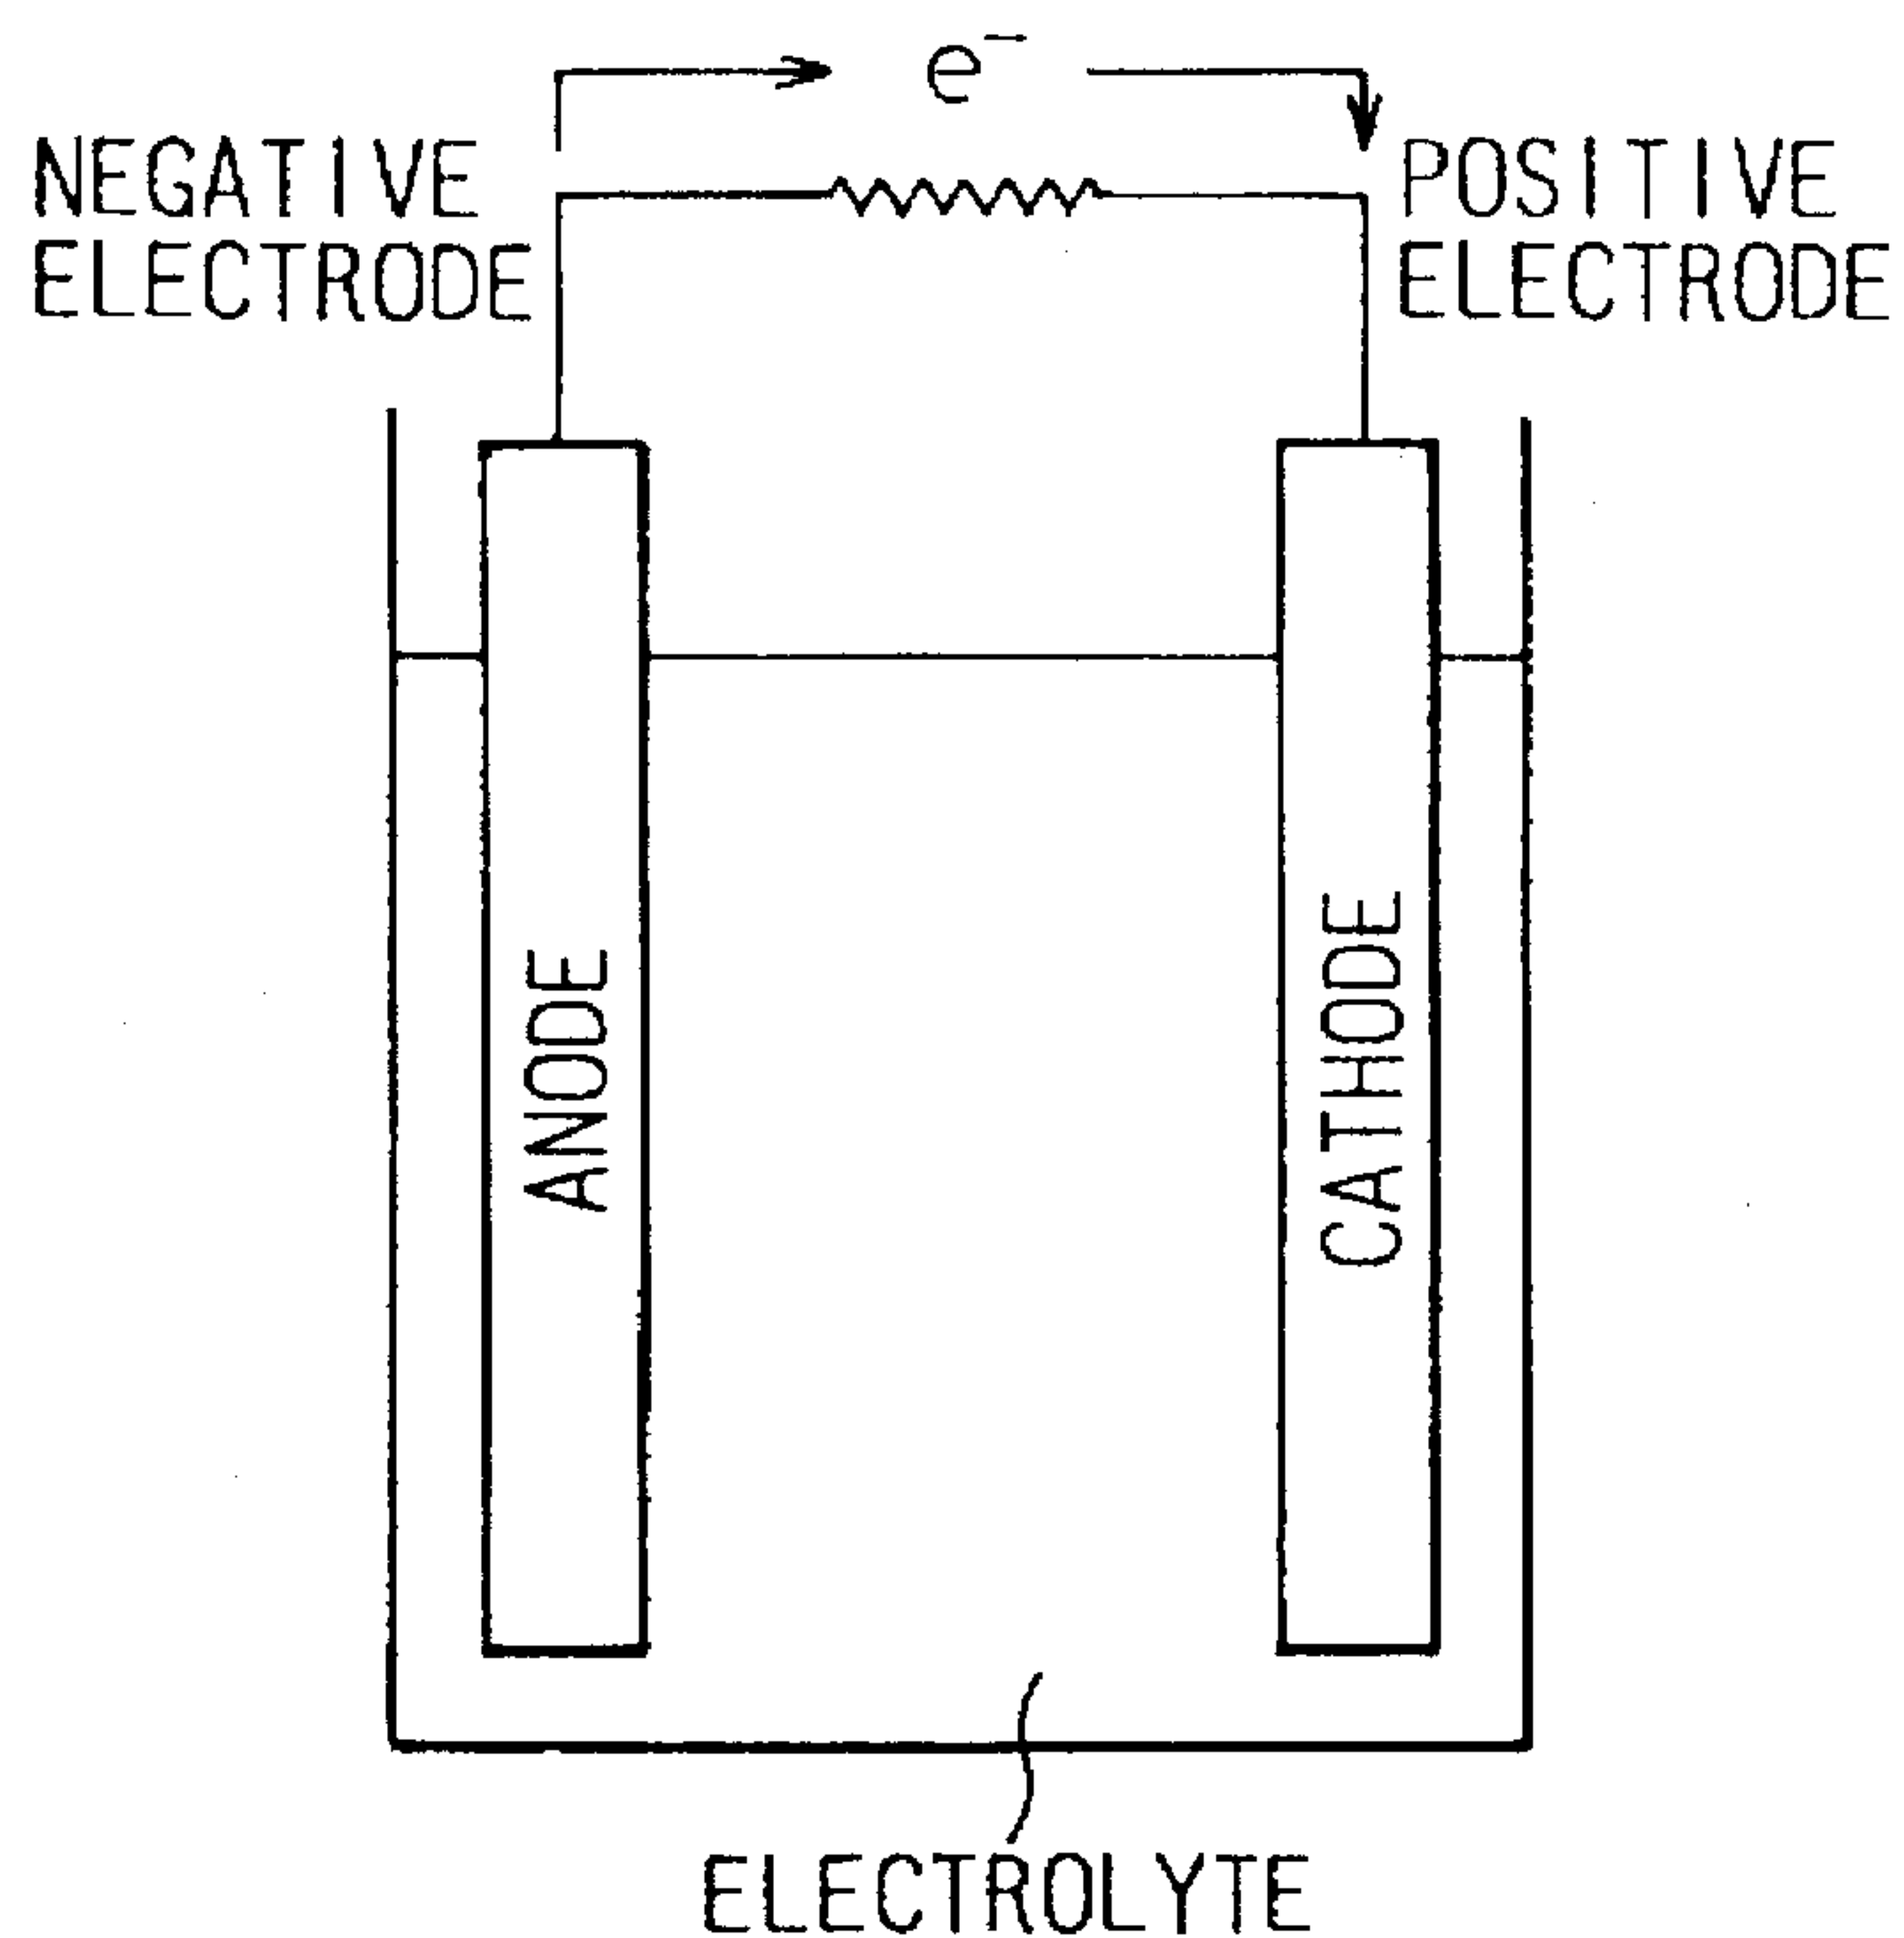 e⁻
NEGATIVE
ELECTRODE
POSITIVE
ELECTRODE
ANODE
CATHODE
ELECTROLYTE